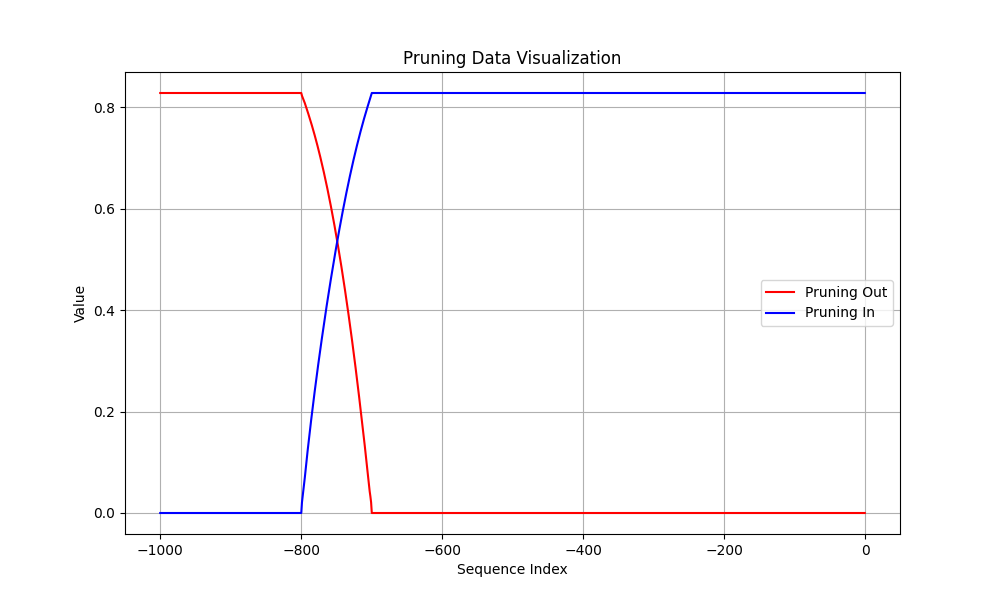 Pruning Data Visualization
Value
0.8
0.6
0.4
0.2
0.0
Pruning Out
Pruning In
−1000
−800
−600
−400
−200
0
Sequence Index